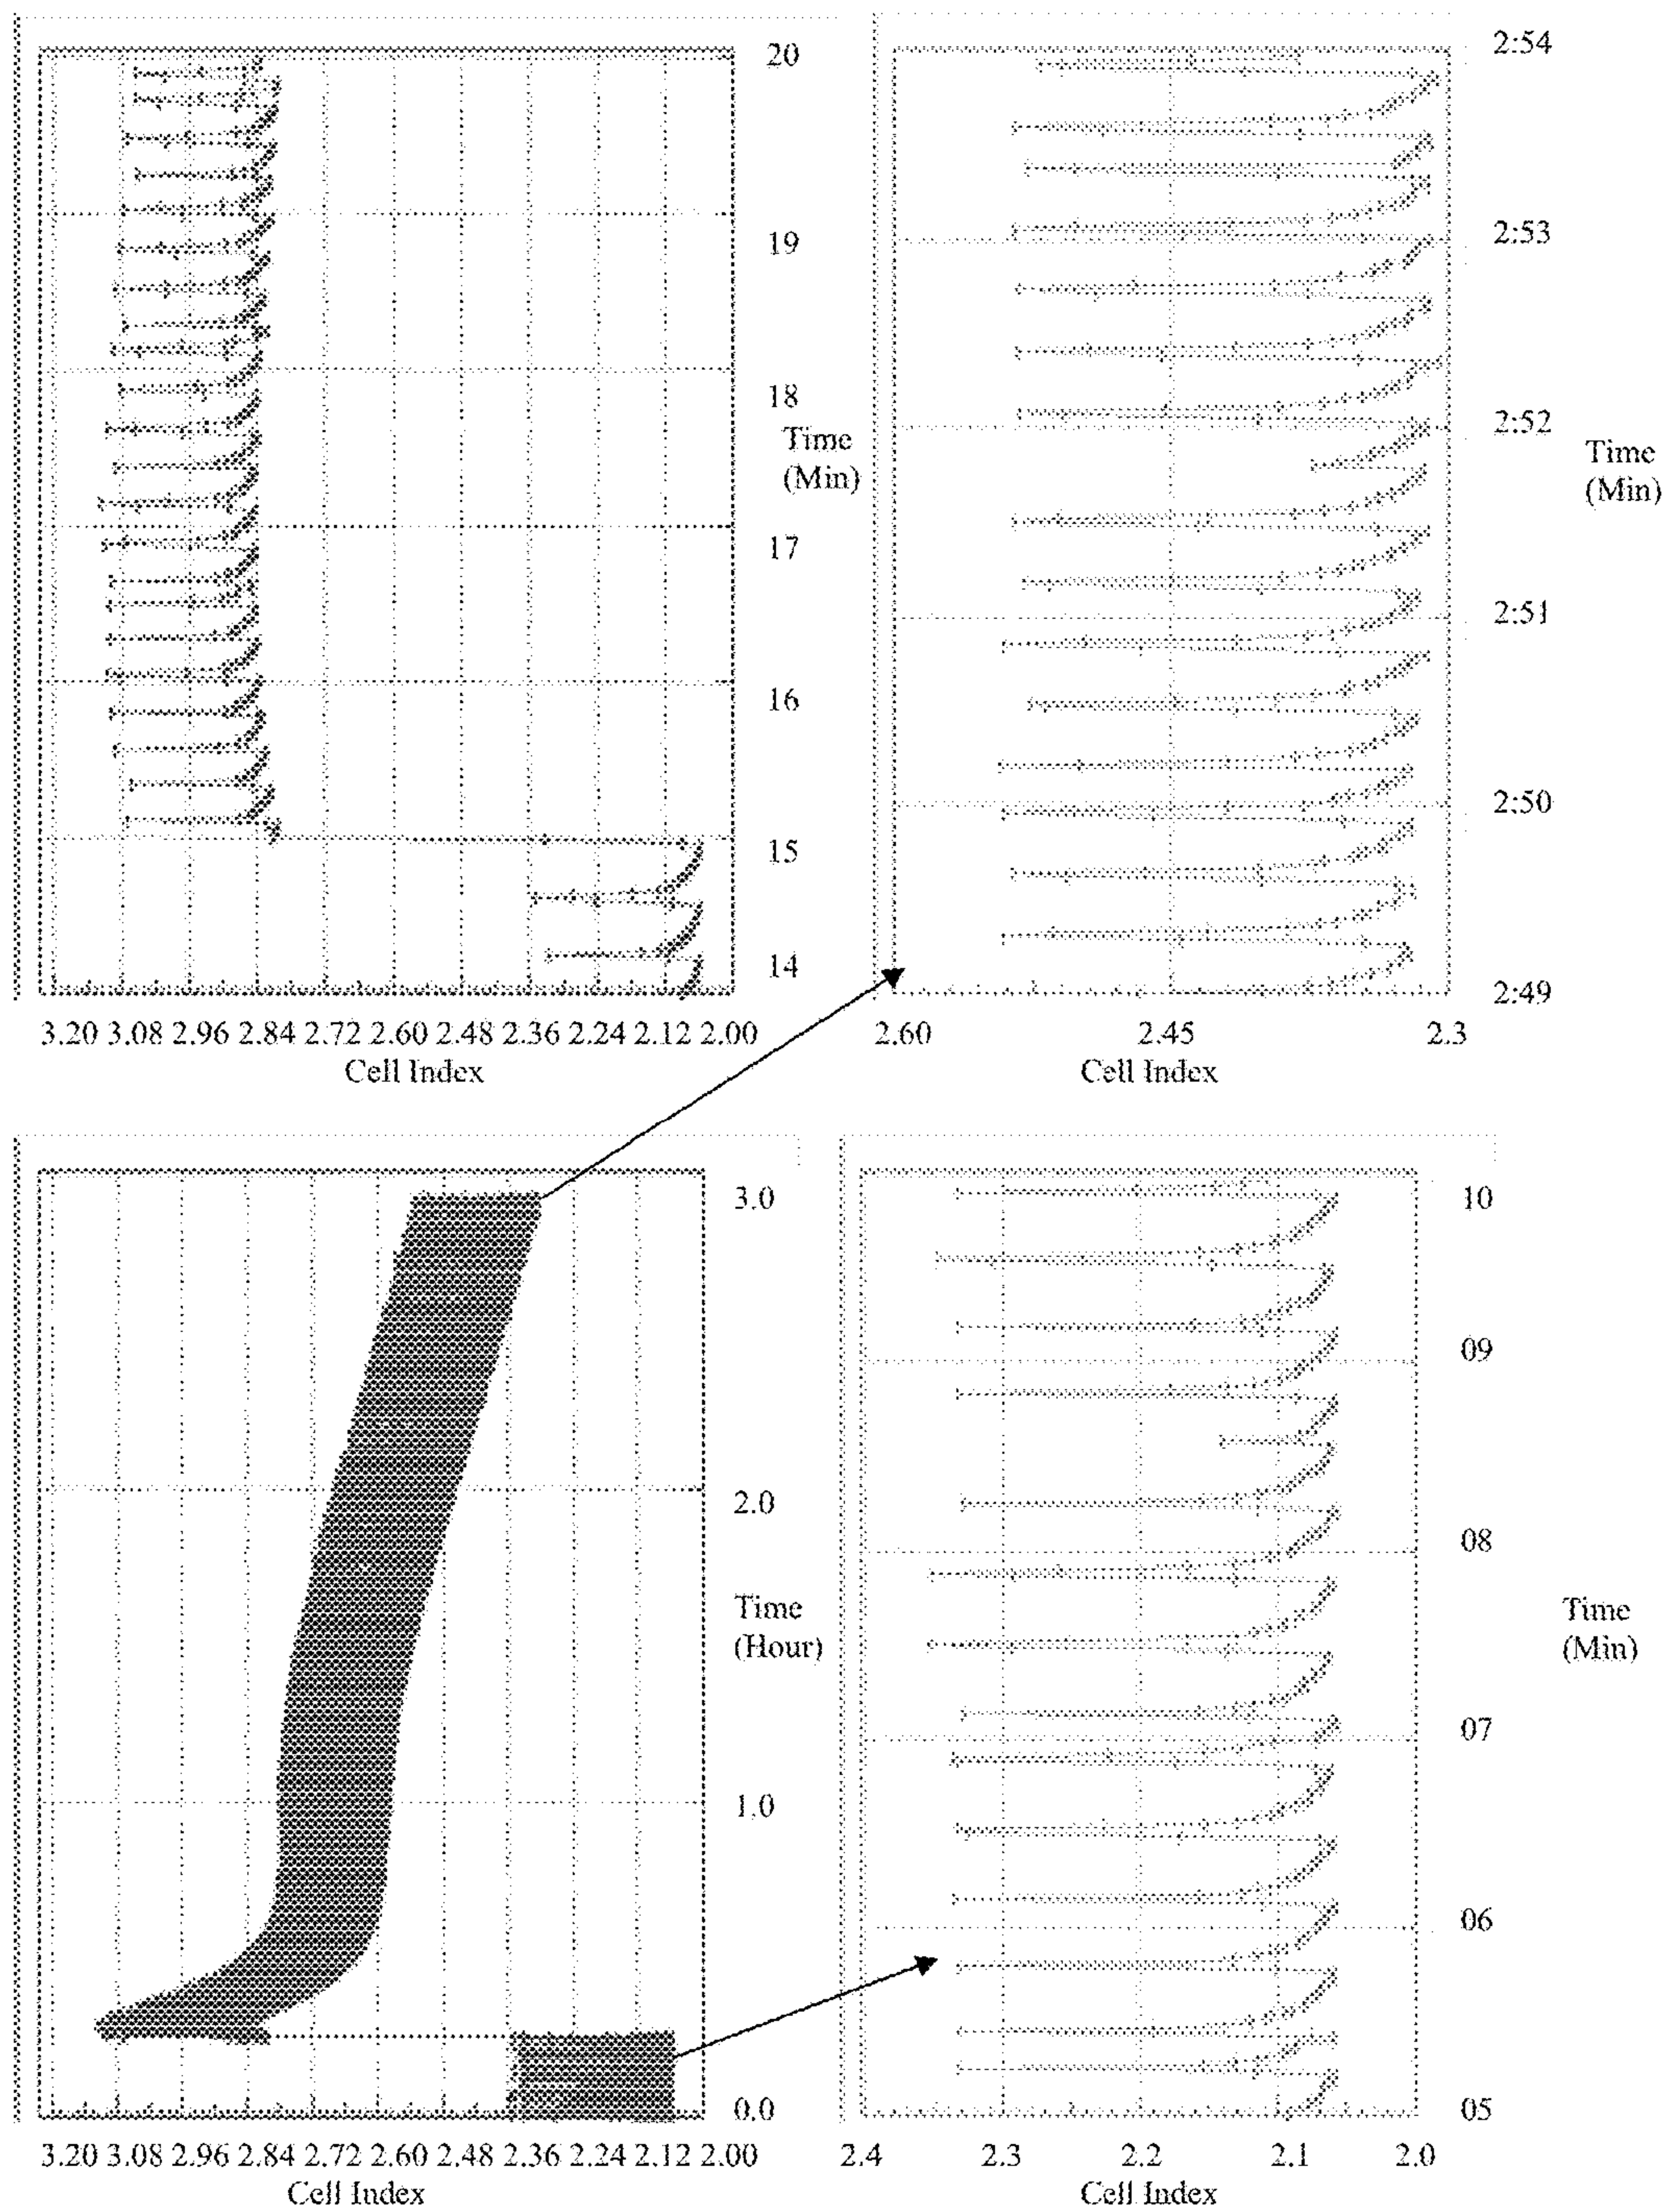 20
19
18
Time
(Min)
17
16
15
14
3.20 3.08 2.96 2.84 2.72 2.60 2.48 2.36 2.24 2.12 2.00
Cell Index
2:54
2:53
2:52
Time
(Min)
2:51
2:50
2:49
2.60 2.45 2.3
Cell Index
3.0
2.0
Time
(Hour)
1.0
0.0
3.20 3.08 2.96 2.84 2.72 2.60 2.48 2.36 2.24 2.12 2.00
Cell Index
10
09
08
Time
(Min)
07
06
05
2.4 2.3 2.2 2.1 2.0
Cell Index